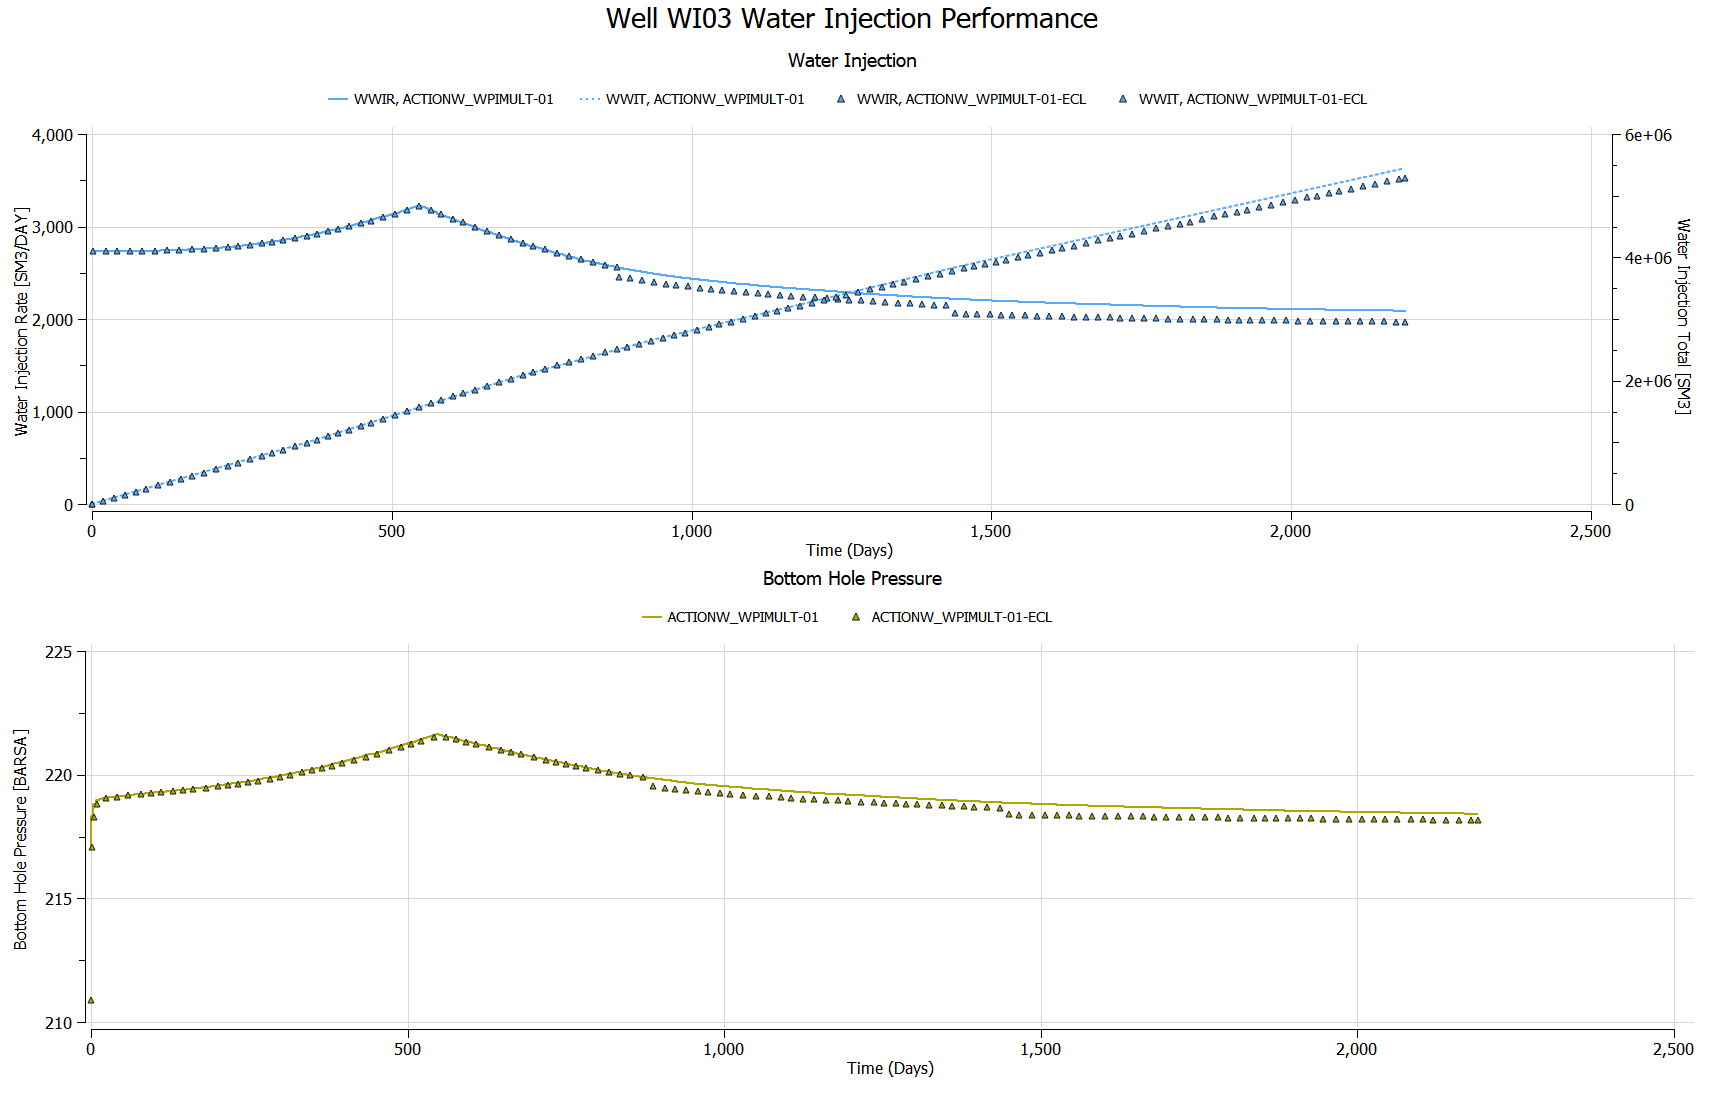 Well WI03 Water Injection Performance
Water Injection
WWIR, ACTIONW_WPIMULT-01
WWIT, ACTIONW_WPIMULT-01
WWIR, ACTIONW_WPIMULT-01-ECL
WWIT, ACTIONW_WPIMULT-01-ECL
Water Injection Rate [SM3/DAY]
4,000
3,000
2,000
1,000
0
6e+06
4e+06
2e+06
0
Water Injection Total [SM3]
0 500 1,000 1,500 2,000 2,500
Time (Days)
Bottom Hole Pressure
ACTIONW_WPIMULT-01
ACTIONW_WPIMULT-01-ECL
Bottom Hole Pressure [BARSA]
225
220
215
210
0 500 1,000 1,500 2,000 2,500
Time (Days)